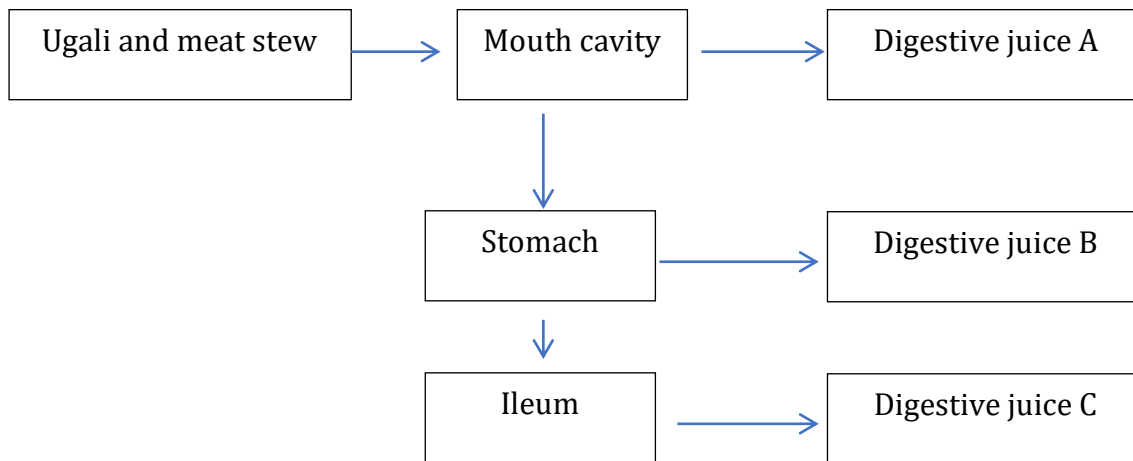 Ugali and meat stew
Mouth cavity
Digestive juice A
Stomach
Digestive juice B
Ileum
Digestive juice C